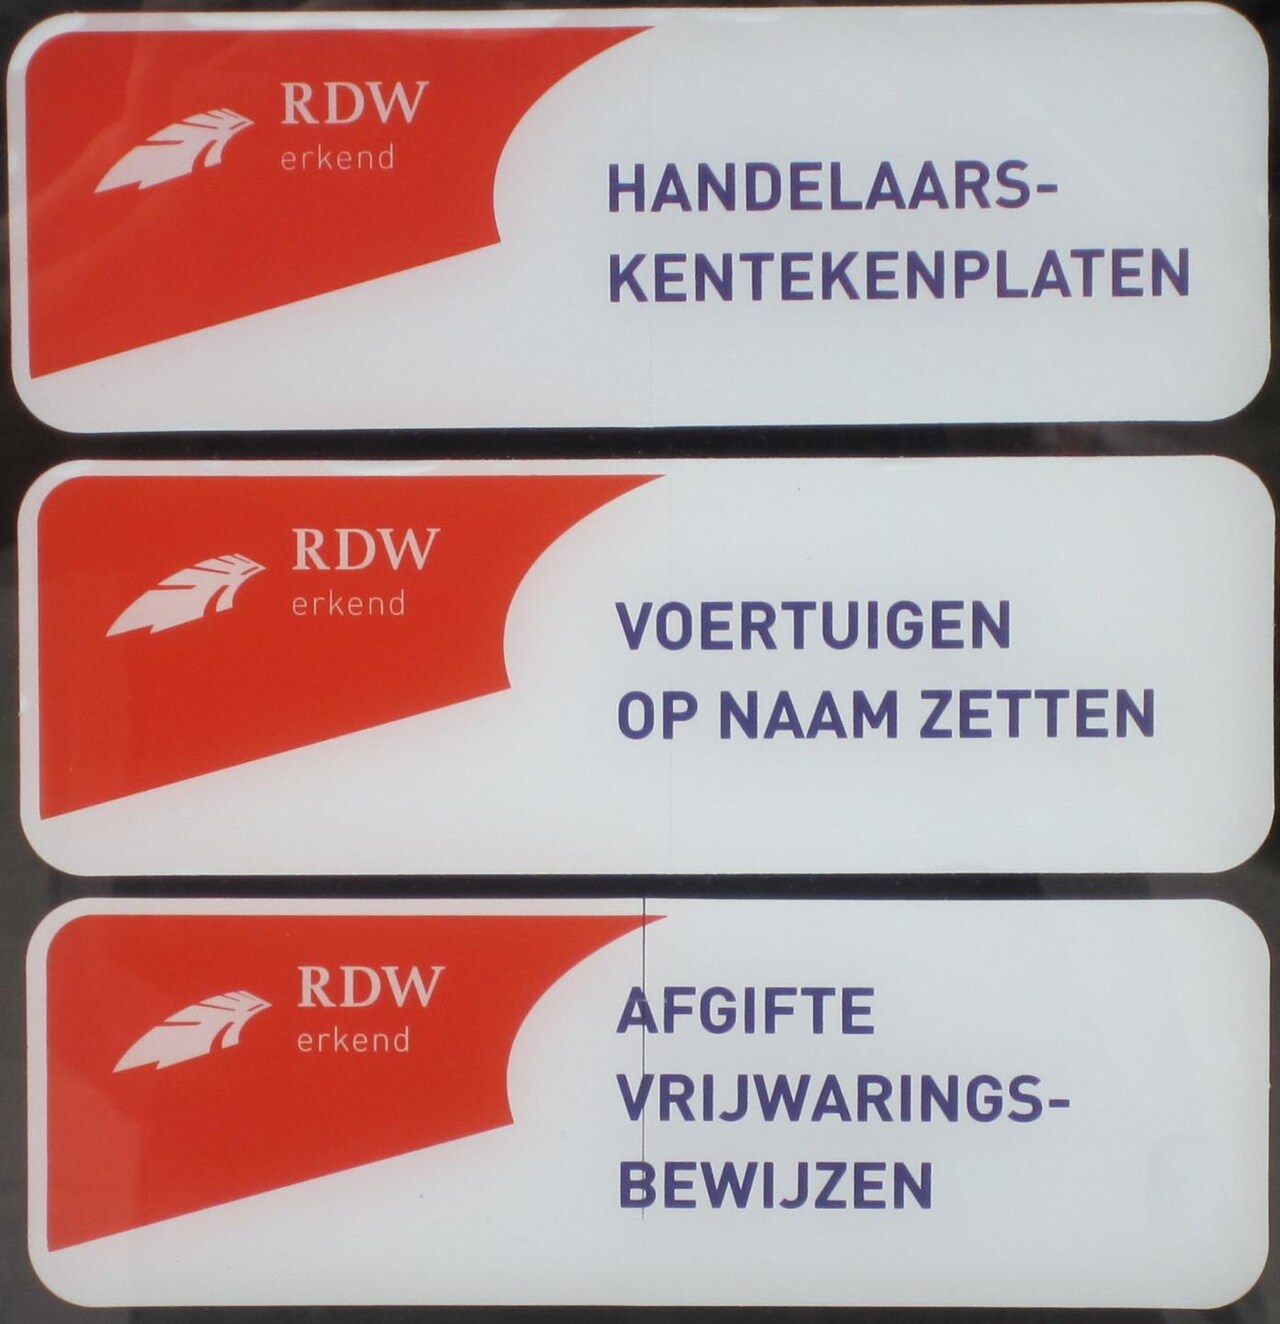 RDW
erkend
HANDELAARS-
KENTEKENPLATEN
RDW
erkend
VOERTUIGEN
OP NAAM ZETTEN
RDW
erkend
AFGIFTE
VRIJWARINGS-
BEWIJZEN